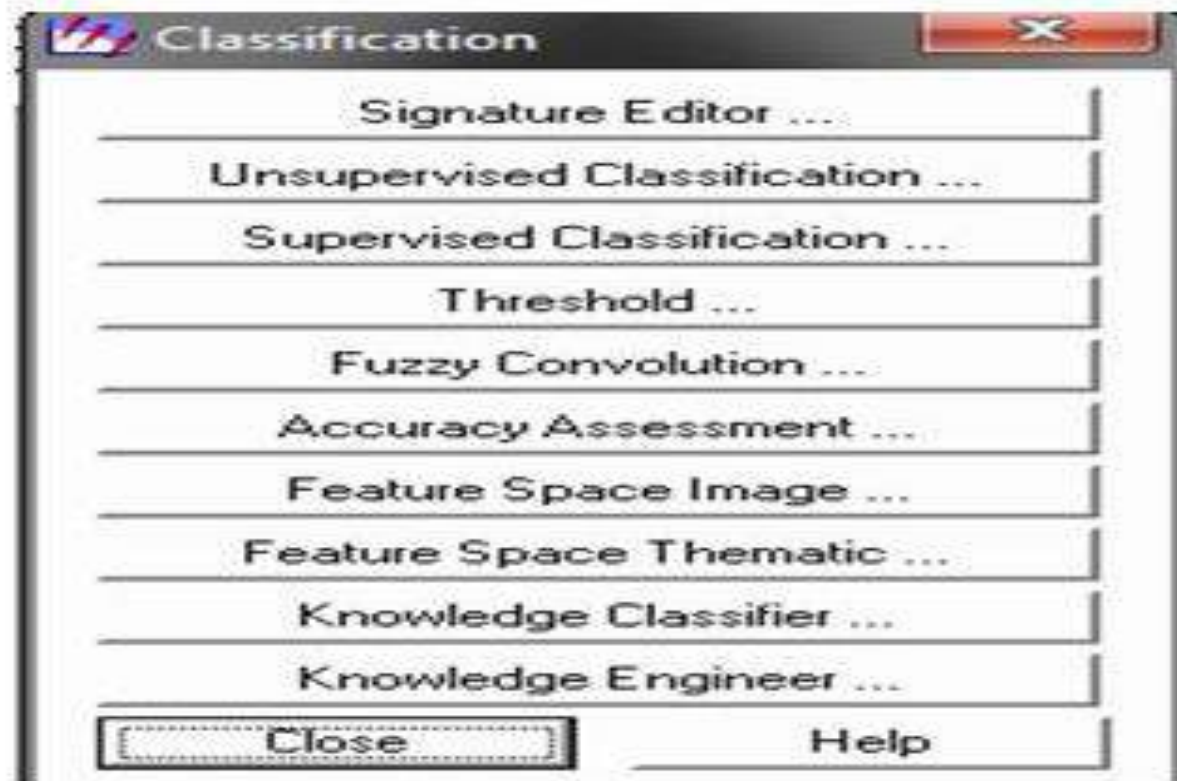 Classification
Signature Editor ...
Unsupervised Classification ...
Supervised Classification ...
Threshold ...
Fuzzy Convolution ...
Accuracy Assessment ...
Feature Space Image ...
Feature Space Thematic ...
Knowledge Classifier ...
Knowledge Engineer ...
Close Help